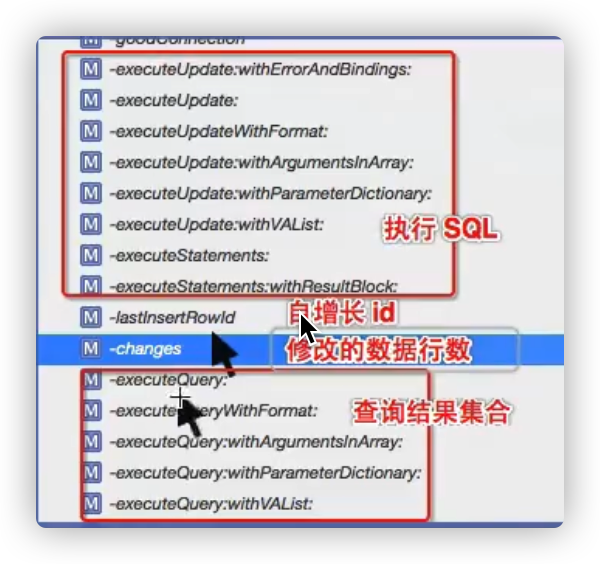 -goodConnection
M -executeUpdate:withErrorAndBindings:
M -executeUpdate:
M -executeUpdateWithFormat:
M -executeUpdate:withArgumentsInArray:
M -executeUpdate:withParameterDictionary:
M -executeUpdate:withVAList:
执行 SQL
M -executeStatements:
M -executeStatements:withResultBlock:
M -lastInsertRowId 自增长 id
M -changes 修改的数据行数
M -executeQuery:
M -executeQueryWithFormat: 查询结果集合
M -executeQuery:withArgumentsInArray:
M -executeQuery:withParameterDictionary:
M -executeQuery:withVAList: